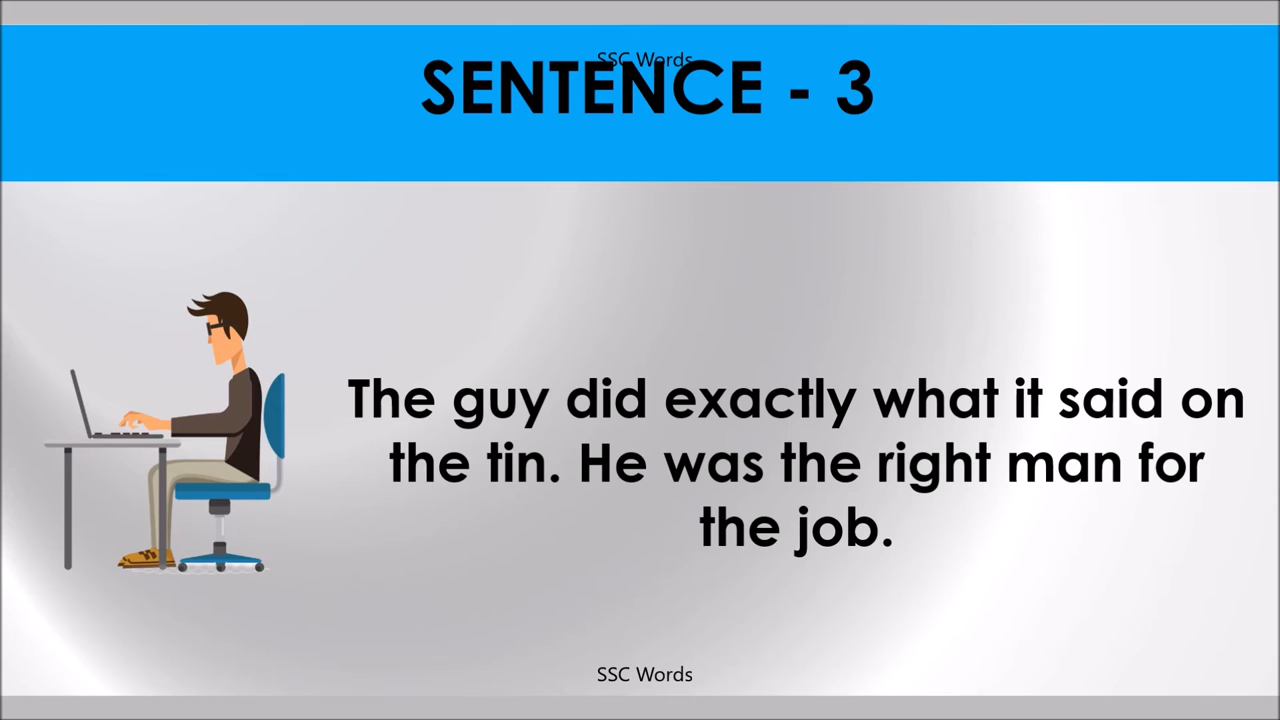 SSC Words
SENTENCE - 3
The guy did exactly what it said on
the tin. He was the right man for
the job.
SSC Words